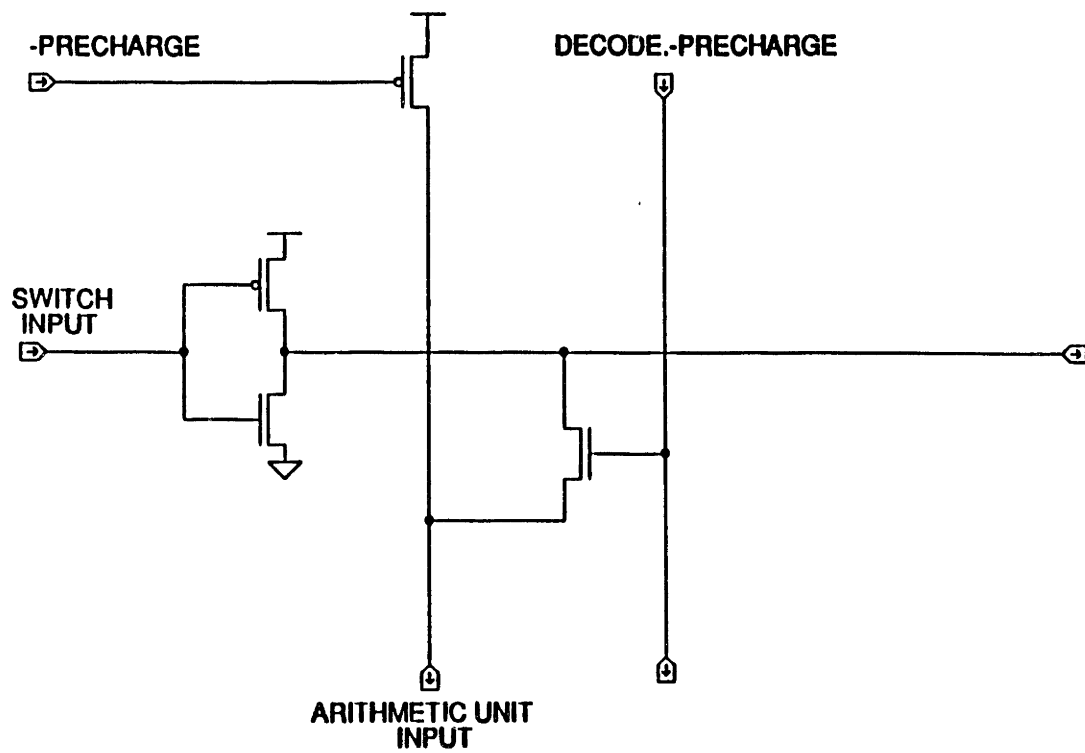 -PRECHARGE
DECODE.-PRECHARGE
SWITCH
INPUT
ARITHMETIC UNIT
INPUT